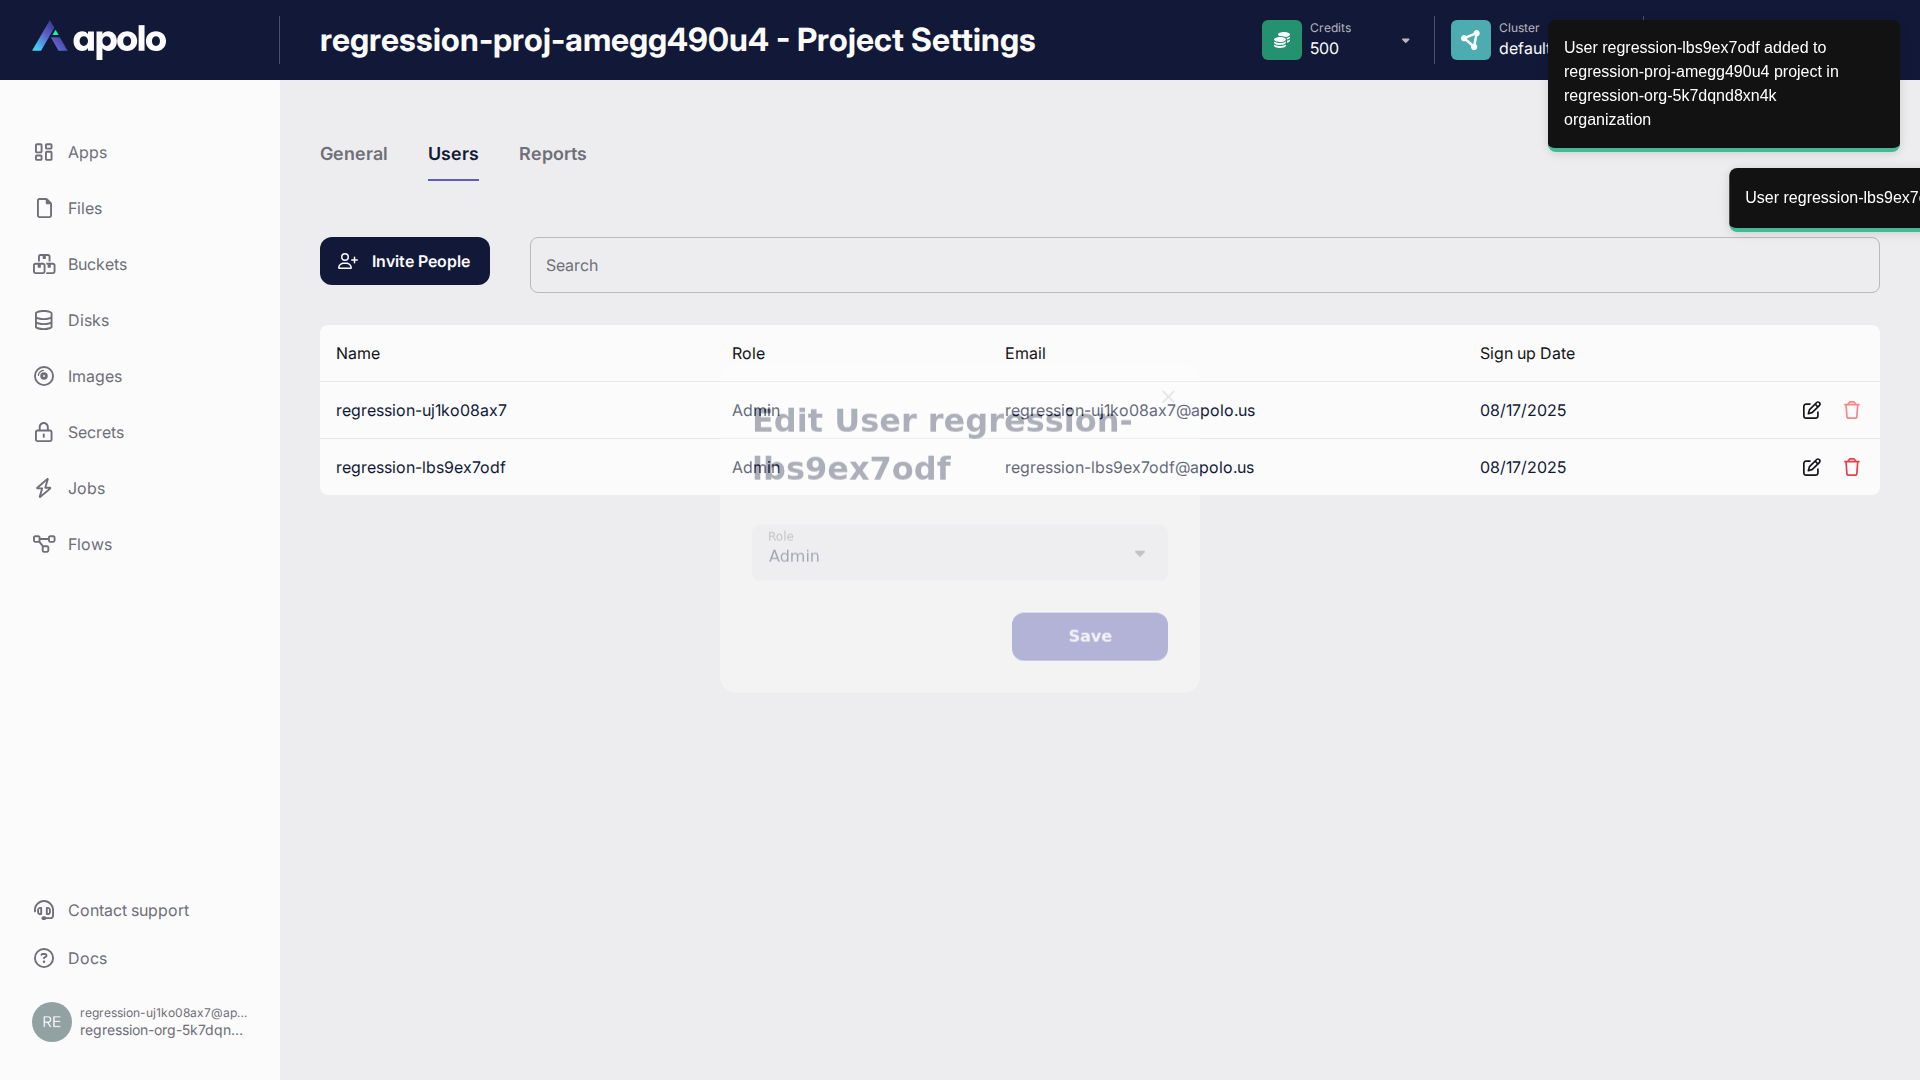 apolo
regression-proj-amegg490u4 - Project Settings
Credits
500
Cluster
default
User regression-lbs9ex7odf added to
regression-proj-amegg490u4 project in
regression-org-5k7dqnd8xn4k
organization
User regression-lbs9ex7
Apps
Files
Buckets
Disks
Images
Secrets
Jobs
Flows
General
Users
Reports
Invite People
Search
Name
Role
Email
Sign up Date
regression-uj1ko08ax7
Admin
regression-uj1ko08ax7@apolo.us
08/17/2025
regression-lbs9ex7odf
Admin
regression-lbs9ex7odf@apolo.us
08/17/2025
Edit User regression-
lbs9ex7odf
Role
Admin
Save
Contact support
Docs
RE
regression-uj1ko08ax7@ap...
regression-org-5k7dqn...